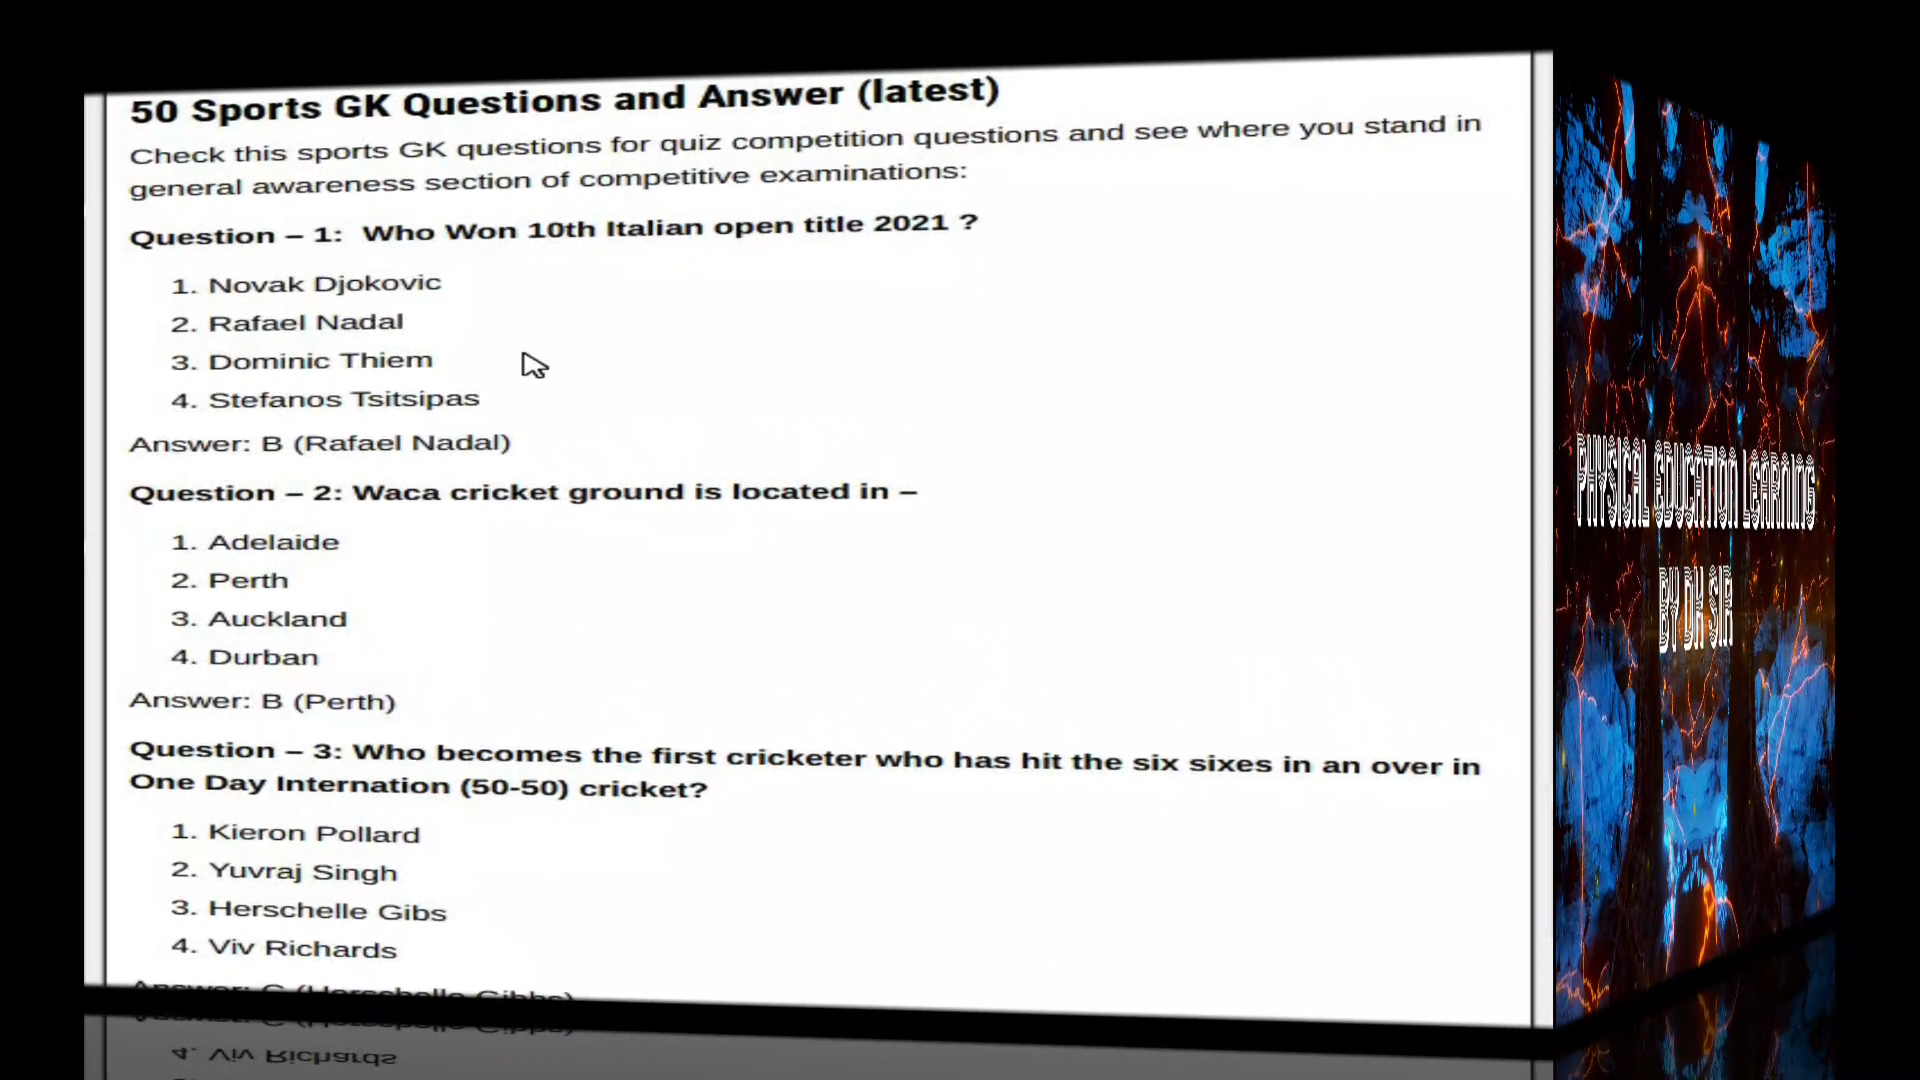 50 Sports GK Questions and Answer (latest)
Check this sports GK questions for quiz competition questions and see where you stand in
general awareness section of competitive examinations:
Question – 1:  Who Won 10th Italian open title 2021 ?
1. Novak Djokovic
2. Rafael Nadal
3. Dominic Thiem
4. Stefanos Tsitsipas
Answer: B (Rafael Nadal)
Question – 2: Waca cricket ground is located in –
1. Adelaide
2. Perth
3. Auckland
4. Durban
Answer: B (Perth)
Question – 3: Who becomes the first cricketer who has hit the six sixes in an over in
One Day Internation (50-50) cricket?
1. Kieron Pollard
2. Yuvraj Singh
3. Herschelle Gibs
4. Viv Richards
Answer: C (Herschelle Gibbs)
PHYSICAL EDUCATION LEARNING
BY DK SIR